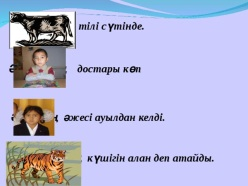 тілі сүтінде.
достары көп
әжесі ауылдан келді.
күшігін алан деп атайды.